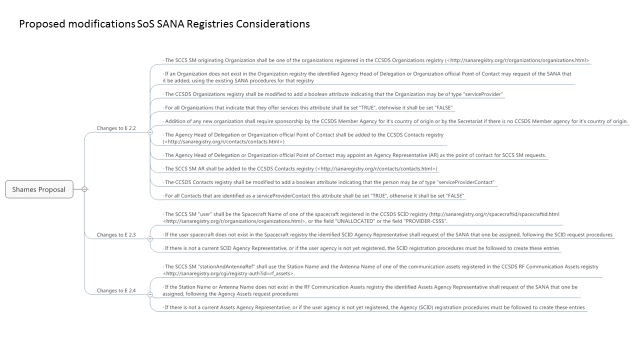 Proposed modifications SoS SANA Registries Considerations
- The SCCS SM originating Organization shall be one of the organizations registered in the CCSDS Organizations registry (<http://sanaregistry.org/r/organizations/organizations.html>
- If an Organization does not exist in the Organization registry the identified Agency Head of Delegation or Organization official Point of Contact may request of the SANA that
it be added, using the existing SANA procedures for that registry
- The CCSDS Organizations registry shall be modified to add a boolean attribute indicating that the Organization may be of type "serviceProvider"
- For all Organizations that indicate that they offer services this attribute shall be set "TRUE", otehrwise it shall be set "FALSE"
- Addition of any new organization shall require sponsorship by the CCSDS Member Agency for it's country of origin or by the Secretariat if there is no CCSDS Member agency for it's country of origin.
Changes to E 2.2
- The Agency Head of Delegation or Organization official Point of Contact shall be added to the CCSDS Contacts registry
(<http://sanaregistry.org/r/contacts/contacts.html>)
- The Agency Head of Delegation or Organization official Point of Contact may appoint an Agency Representative (AR) as the point of contact for SCCS SM requests.
- The SCCS SM AR shall be added to the CCSDS Contacts registry (<http://sanaregistry.org/r/contacts/contacts.html>)
- The CCSDS Contacts registry shall be modified to add a boolean attribute indicating that the person may be of type "serviceProviderContact"
- For all Contacts that are identified as a serviceProviderContact this attribute shall be set "TRUE", otherwise it shall be set "FALSE"
Shames Proposal
- The SCCS SM "user" shall be the Spacecraft Name of one of the spacecraft registered in the CCSDS SCID registry (http://sanaregistry.org/r/spacecraftid/spacecraftid.html
<http://sanaregistry.org/r/organizations/organizations.html>, or the field "UNALLOCATED" or the field "PROVIDER-CSSS".
Changes to E 2.3
- If the user spacecraft does not exist in the Spacecraft registry the identified SCID Agency Representative shall request of the SANA that one be assigned, following the SCID request procedures
- If there is not a current SCID Agency Representative, or if the user agency is not yet registered, the SCID registration procedures must be followed to create these entries
- The SCCS SM "stationAndAntennaRef" shall use the Station Name and the Antenna Name of one of the communication assets registered in the CCSDS RF Communication Assets registry
<http://sanaregistry.org/cgi/registry-auth?id=rf_assets>.
Changes to E 2.4
- If the Station Name or Antenna Name does not exist in the RF Communication Assets registry the identified Assets Agency Representative shall request of the SANA that one be
assigned, following the Agency Assets request procedures
- If there is not a current Assets Agency Representative, or if the user agency is not yet registered, the Agency (SCID) registration procedures must be followed to create these entries